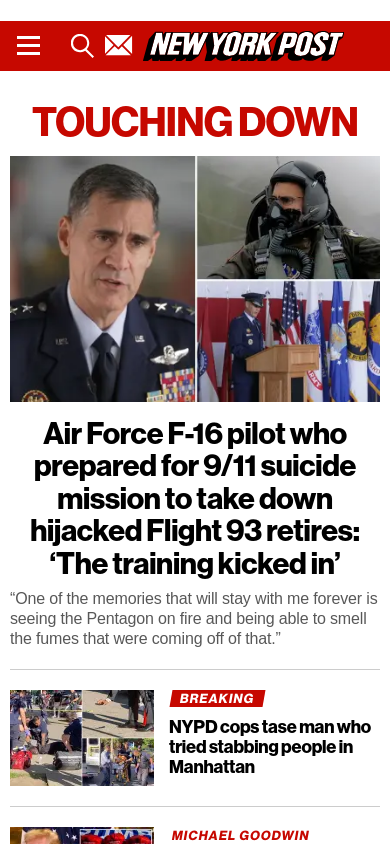 NEW YORK POST
TOUCHING DOWN
Air Force F-16 pilot who
prepared for 9/11 suicide
mission to take down
hijacked Flight 93 retires:
‘The training kicked in’
“One of the memories that will stay with me forever is
seeing the Pentagon on fire and being able to smell
the fumes that were coming off of that.”
BREAKING
NYPD cops tase man who
tried stabbing people in
Manhattan
MICHAEL GOODWIN